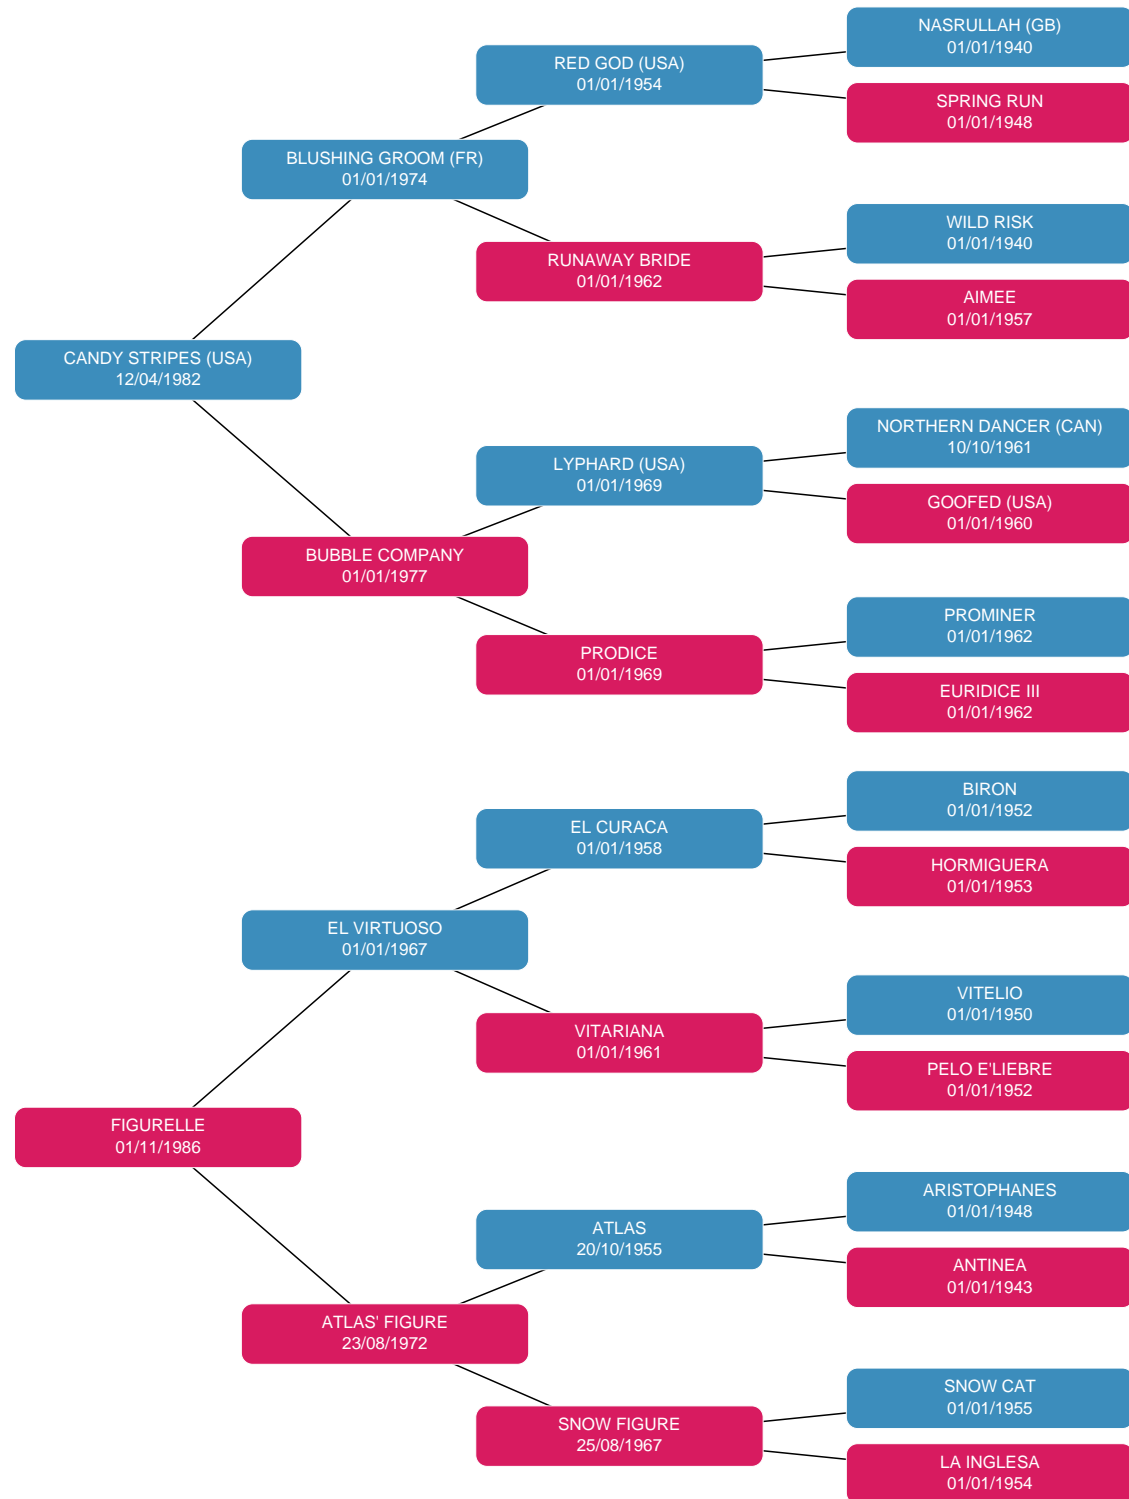 NASRULLAH (GB)
01/01/1940
RED GOD (USA)
01/01/1954
SPRING RUN
01/01/1948
BLUSHING GROOM (FR)
01/01/1974
WILD RISK
01/01/1940
RUNAWAY BRIDE
01/01/1962
AIMEE
01/01/1957
CANDY STRIPES (USA)
12/04/1982
NORTHERN DANCER (CAN)
10/10/1961
LYPHARD (USA)
01/01/1969
GOOFED (USA)
01/01/1960
BUBBLE COMPANY
01/01/1977
PROMINER
01/01/1962
PRODICE
01/01/1969
EURIDICE III
01/01/1962
BIRON
01/01/1952
EL CURACA
01/01/1958
HORMIGUERA
01/01/1953
EL VIRTUOSO
01/01/1967
VITELIO
01/01/1950
VITARIANA
01/01/1961
PELO E'LIEBRE
01/01/1952
FIGURELLE
01/11/1986
ARISTOPHANES
01/01/1948
ATLAS
20/10/1955
ANTINEA
01/01/1943
ATLAS' FIGURE
23/08/1972
SNOW CAT
01/01/1955
SNOW FIGURE
25/08/1967
LA INGLESA
01/01/1954